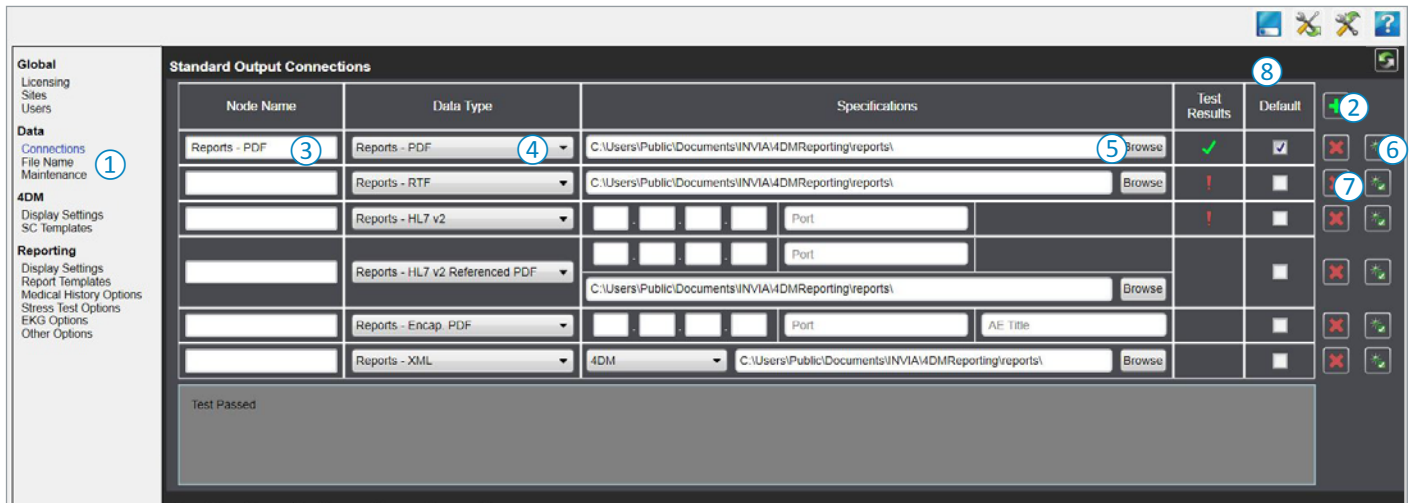 ?
Global
Licensing
Sites
Users
Data
Connections
File Name
Maintenance
1
4DM
Display Settings
SC Templates
Reporting
Display Settings
Report Templates
Medical History Options
Stress Test Options
EKG Options
Other Options
Standard Output Connections
8
Node Name Data Type Specifications Test Results Default 2
Reports - PDF 3 Reports - PDF 4 C:\Users\Public\Documents\INVIA\4DMReporting\reports\ 5 Browse 6
Reports - RTF C:\Users\Public\Documents\INVIA\4DMReporting\reports\ Browse ! 7
Reports - HL7 v2 . . . Port !
Reports - HL7 v2 Referenced PDF . . . Port
C:\Users\Public\Documents\INVIA\4DMReporting\reports\ Browse
Reports - Encap. PDF . . . Port AE Title
Reports - XML 4DM C:\Users\Public\Documents\INVIA\4DMReporting\reports\ Browse
Test Passed